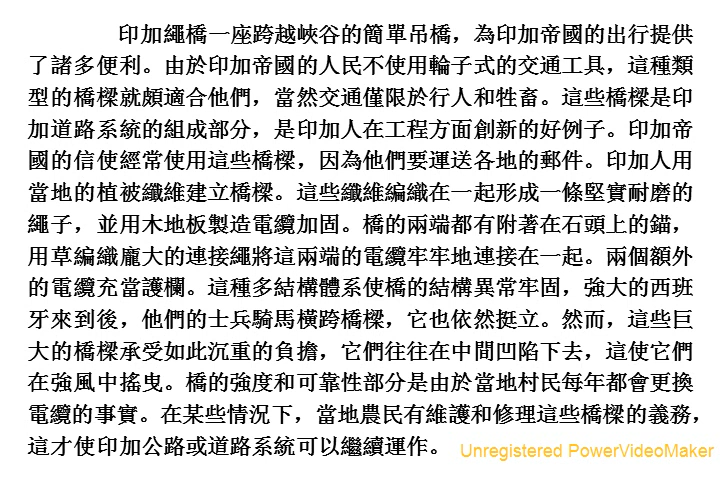 印加繩橋一座跨越峽谷的簡單吊橋，為印加帝國的出行提供
了諸多便利。由於印加帝國的人民不使用輪子式的交通工具，這種類
型的橋樑就頗適合他們，當然交通僅限於行人和牲畜。這些橋樑是印
加道路系統的組成部分，是印加人在工程方面創新的好例子。印加帝
國的信使經常使用這些橋樑，因為他們要運送各地的郵件。印加人用
當地的植被纖維建立橋樑。這些纖維編織在一起形成一條堅實耐磨的
繩子，並用木地板製造電纜加固。橋的兩端都有附著在石頭上的錨，
用草編織龐大的連接繩將這兩端的電纜牢牢地連接在一起。兩個額外
的電纜充當護欄。這種多結構體系使橋的結構異常牢固，強大的西班
牙來到後，他們的士兵騎馬橫跨橋樑，它也依然挺立。然而，這些巨
大的橋樑承受如此沉重的負擔，它們往往在中間凹陷下去，這使它們
在強風中搖曳。橋的強度和可靠性部分是由於當地村民每年都會更換
電纜的事實。在某些情況下，當地農民有維護和修理這些橋樑的義務，
這才使印加公路或道路系統可以繼續運作。 Unregistered PowerVideoMaker